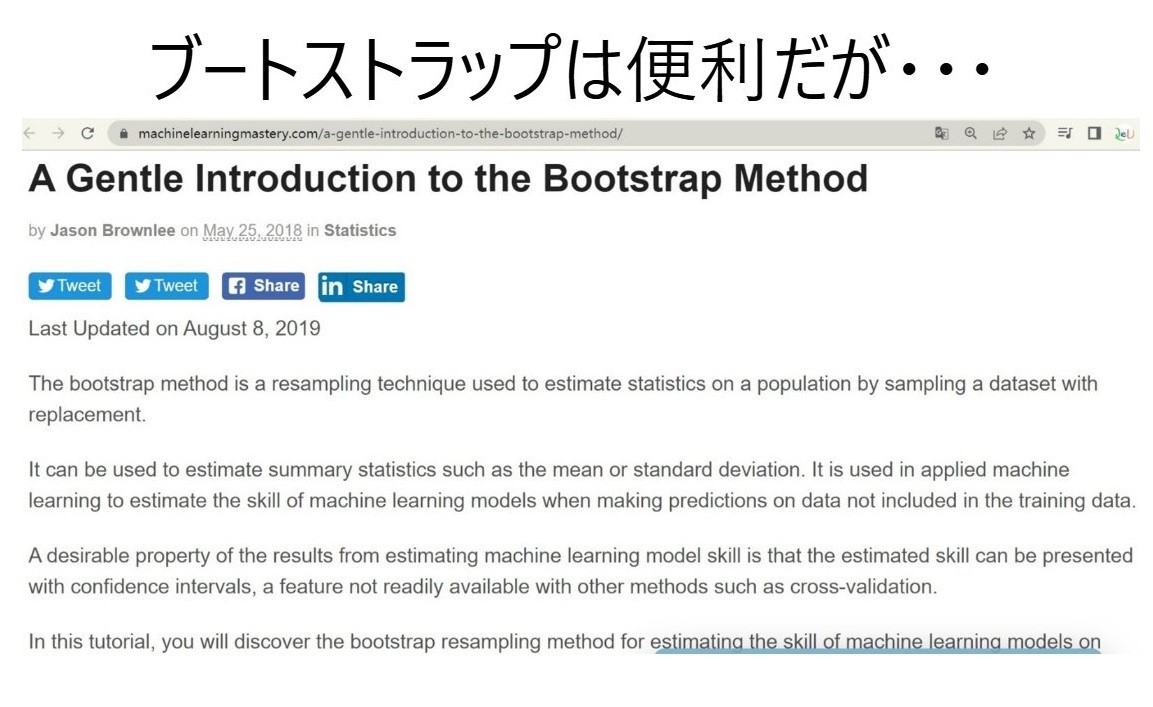 ブートストラップは便利だが・・・
machinelearningmastery.com/a-gentle-introduction-to-the-bootstrap-method/
A Gentle Introduction to the Bootstrap Method
by Jason Brownlee on May 25, 2018 in Statistics
Tweet Tweet Share in Share
Last Updated on August 8, 2019
The bootstrap method is a resampling technique used to estimate statistics on a population by sampling a dataset with
replacement.
It can be used to estimate summary statistics such as the mean or standard deviation. It is used in applied machine
learning to estimate the skill of machine learning models when making predictions on data not included in the training data.
A desirable property of the results from estimating machine learning model skill is that the estimated skill can be presented
with confidence intervals, a feature not readily available with other methods such as cross-validation.
In this tutorial, you will discover the bootstrap resampling method for estimating the skill of machine learning models on